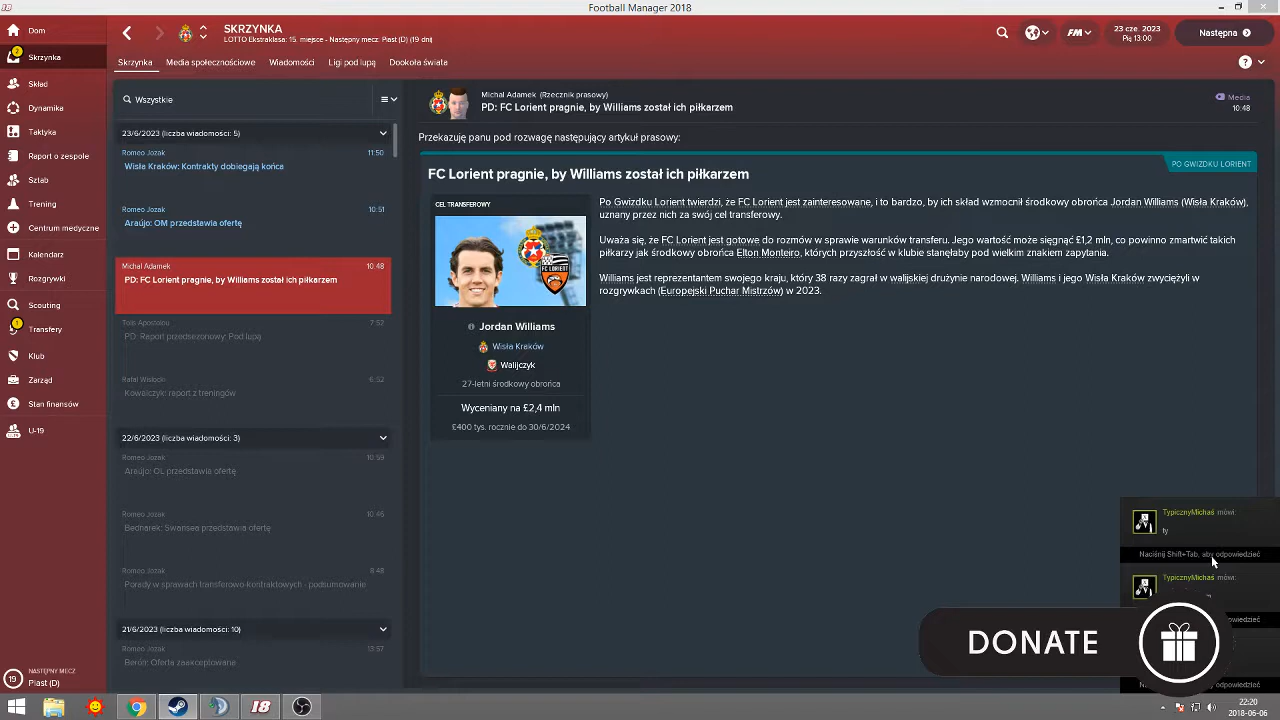 Football Manager 2018
Dom
Skrzynka
Skład
Dynamika
Taktyka
Raport o zespole
Sztab
Trening
Centrum medyczne
Kalendarz
Rozgrywki
Scouting
Transfery
Klub
Zarząd
Stan finansów
U-19
NASTĘPNY MECZ
Piast (D)
19
2
1
18
SKRZYNKA
LOTTO Ekstraklasa: 15. miejsce - Następny mecz: Piast (D) (19 dni)
FM
23 cze 2023
Pią 13:00
Następna
Skrzynka
Media społecznościowe
Wiadomości
Ligi pod lupą
Dookoła świata
?
Wszystkie
23/6/2023 (liczba wiadomości: 5)
Romeo Jozak 11:50
Wisła Kraków: Kontrakty dobiegają końca
Romeo Jozak 10:51
Araújo: OM przedstawia ofertę
Michal Adamek 10:48
PD: FC Lorient pragnie, by Williams został ich piłkarzem
Tolis Apostolou 7:52
PD: Raport przedsezonowy: Pod lupą
Rafał Wisłocki 6:52
Kowalczyk: raport z treningów
22/6/2023 (liczba wiadomości: 3)
Romeo Jozak 10:59
Araújo: OL przedstawia ofertę
Romeo Jozak 10:46
Bednarek: Swansea przedstawia ofertę
Romeo Jozak 8:48
Porady w sprawach transferowo-kontraktowych - podsumowanie
21/6/2023 (liczba wiadomości: 10)
Romeo Jozak 13:57
Berón: Oferta zaakceptowana
Michal Adamek (Rzecznik prasowy)
PD: FC Lorient pragnie, by Williams został ich piłkarzem
Media
10:48
Przekazuję panu pod rozwagę następujący artykuł prasowy:
PO GWIZDKU LORIENT
FC Lorient pragnie, by Williams został ich piłkarzem
CEL TRANSFEROWY
Jordan Williams
Wisła Kraków
Walijczyk
27-letni środkowy obrońca
Wyceniany na £2,4 mln
£400 tys. rocznie do 30/6/2024
Po Gwizdku Lorient twierdzi, że FC Lorient jest zainteresowane, i to bardzo, by ich skład wzmocnił środkowy obrońca Jordan Williams (Wisła Kraków),
uznany przez nich za swój cel transferowy.
Uważa się, że FC Lorient jest gotowe do rozmów w sprawie warunków transferu. Jego wartość może sięgnąć £1,2 mln, co powinno zmartwić takich
piłkarzy jak środkowy obrońca Elton Monteiro, których przyszłość w klubie stanęłaby pod wielkim znakiem zapytania.
Williams jest reprezentantem swojego kraju, który 38 razy zagrał w walijskiej drużynie narodowej. Williams i jego Wisła Kraków zwyciężyli w
rozgrywkach (Europejski Puchar Mistrzów) w 2023.
TypicznyMichaś mówi:
ty
Naciśnij Shift+Tab, aby odpowiedzieć
TypicznyMichaś mówi:
DONATE
22:20
2018-06-06